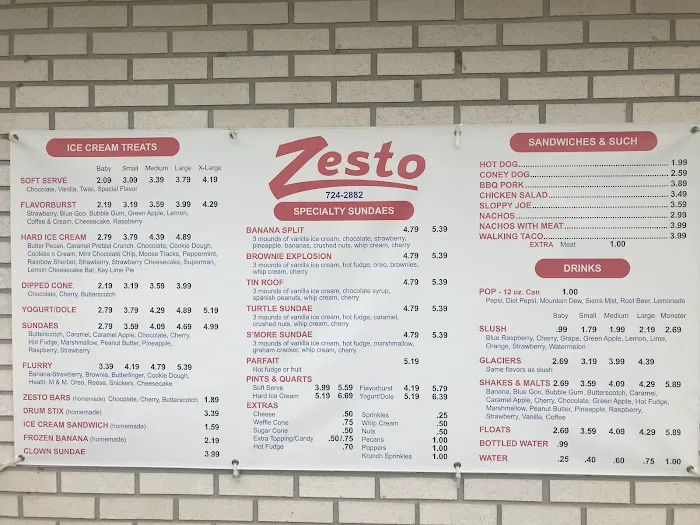 ICE CREAM TREATS
Baby Small Medium Large X-Large
SOFT SERVE 2.09 3.09 3.39 3.79 4.19
Chocolate, Vanilla, Twist, Special Flavor
FLAVORBURST 2.19 3.19 3.59 3.99 4.29
Strawberry, Blue Goo, Bubble Gum, Green Apple, Lemon,
Coffee & Cream, Cheesecake, Raspberry
HARD ICE CREAM 2.79 3.79 4.39 4.89
Butter Pecan, Caramel Pretzel Crunch, Chocolate, Cookie Dough,
Cookies n Cream, Mint Chocolate Chip, Moose Tracks, Peppermint,
Rainbow Sherbet, Strawberry, Strawberry Cheesecake, Superman,
Lemon Cheesecake Bar, Key Lime Pie
DIPPED CONE 2.19 3.19 3.59 3.99
Chocolate, Cherry, Butterscotch
YOGURT/DOLE 2.79 3.79 4.29 4.89 5.19
SUNDAES 2.79 3.59 4.09 4.69 4.99
Butterscotch, Caramel, Caramel Apple, Chocolate, Cherry,
Hot Fudge, Marshmallow, Peanut Butter, Pineapple,
Raspberry, Strawberry
FLURRY 3.39 4.19 4.79 5.39
Banana-Strawberry, Brownie, Butterfinger, Cookie Dough,
Heath, M & M, Oreo, Reese, Snickers, Cheesecake
ZESTO BARS (homemade) Chocolate, Cherry, Butterscotch 1.89
DRUM STIX (homemade) 3.39
ICE CREAM SANDWICH (homemade) 1.59
FROZEN BANANA (homemade) 2.19
CLOWN SUNDAE 3.99
Zesto
724-2882
SPECIALTY SUNDAES
BANANA SPLIT 4.79 5.39
3 mounds of vanilla ice cream, chocolate, strawberry,
pineapple, bananas, crushed nuts, whip cream, cherry
BROWNIE EXPLOSION 4.79 5.39
3 mounds of vanilla ice cream, hot fudge, oreo, brownies,
whip cream, cherry
TIN ROOF 4.79 5.39
3 mounds of vanilla ice cream, chocolate syrup,
spanish peanuts, whip cream, cherry
TURTLE SUNDAE 4.79 5.39
3 mounds of vanilla ice cream, hot fudge, caramel,
crushed nuts, whip cream, cherry
S'MORE SUNDAE 4.79 5.39
3 mounds of vanilla ice cream, hot fudge, marshmallow,
graham cracker, whip cream, cherry
PARFAIT 5.19
Hot fudge or fruit
PINTS & QUARTS
Soft Serve 3.99 5.59 Flavorburst 4.19 5.79
Hard Ice Cream 5.19 6.69 Yogurt/Dole 5.19 6.39
EXTRAS
Cheese .50 Sprinkles .25
Waffle Cone .75 Whip Cream .50
Sugar Cone .50 Nuts .50
Extra Topping/Candy .50/.75 Pecans 1.00
Hot Fudge .70 Peppers 1.00
Krunch Sprinkles 1.00
SANDWICHES & SUCH
HOT DOG 1.99
CONEY DOG 2.59
BBQ PORK 3.89
CHICKEN SALAD 3.49
SLOPPY JOE 3.59
NACHOS 2.99
NACHOS WITH MEAT 3.99
WALKING TACO 3.99
EXTRA Meat 1.00
DRINKS
POP - 12 oz. Can 1.00
Pepsi, Diet Pepsi, Mountain Dew, Sierra Mist, Root Beer, Lemonade
Baby Small Medium Large Monster
SLUSH .99 1.79 1.99 2.19 2.69
Blue Raspberry, Cherry, Grape, Green Apple, Lemon, Lime,
Orange, Strawberry, Watermelon
GLACIERS 2.69 3.19 3.99 4.39
Same flavors as slush
SHAKES & MALTS 2.69 3.59 4.09 4.29 5.89
Banana, Blue Goo, Bubble Gum, Butterscotch, Caramel,
Caramel Apple, Cherry, Chocolate, Green Apple, Hot Fudge,
Marshmallow, Peanut Butter, Pineapple, Raspberry,
Strawberry, Vanilla, Coffee
FLOATS 2.69 3.59 4.09 4.29 5.89
BOTTLED WATER .99
WATER .25 .40 .60 .75 1.00